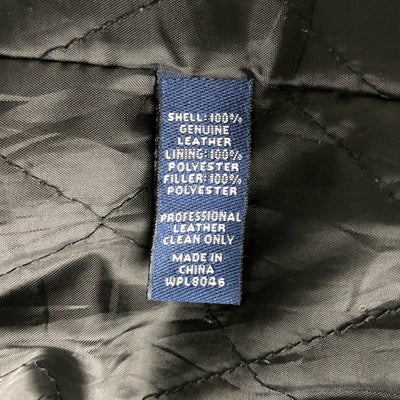 SHELL: 100%
GENUINE
LEATHER
LINING: 100%
POLYESTER
FILLER: 100%
POLYESTER
PROFESSIONAL
LEATHER
CLEAN ONLY
MADE IN
CHINA
WPL8046